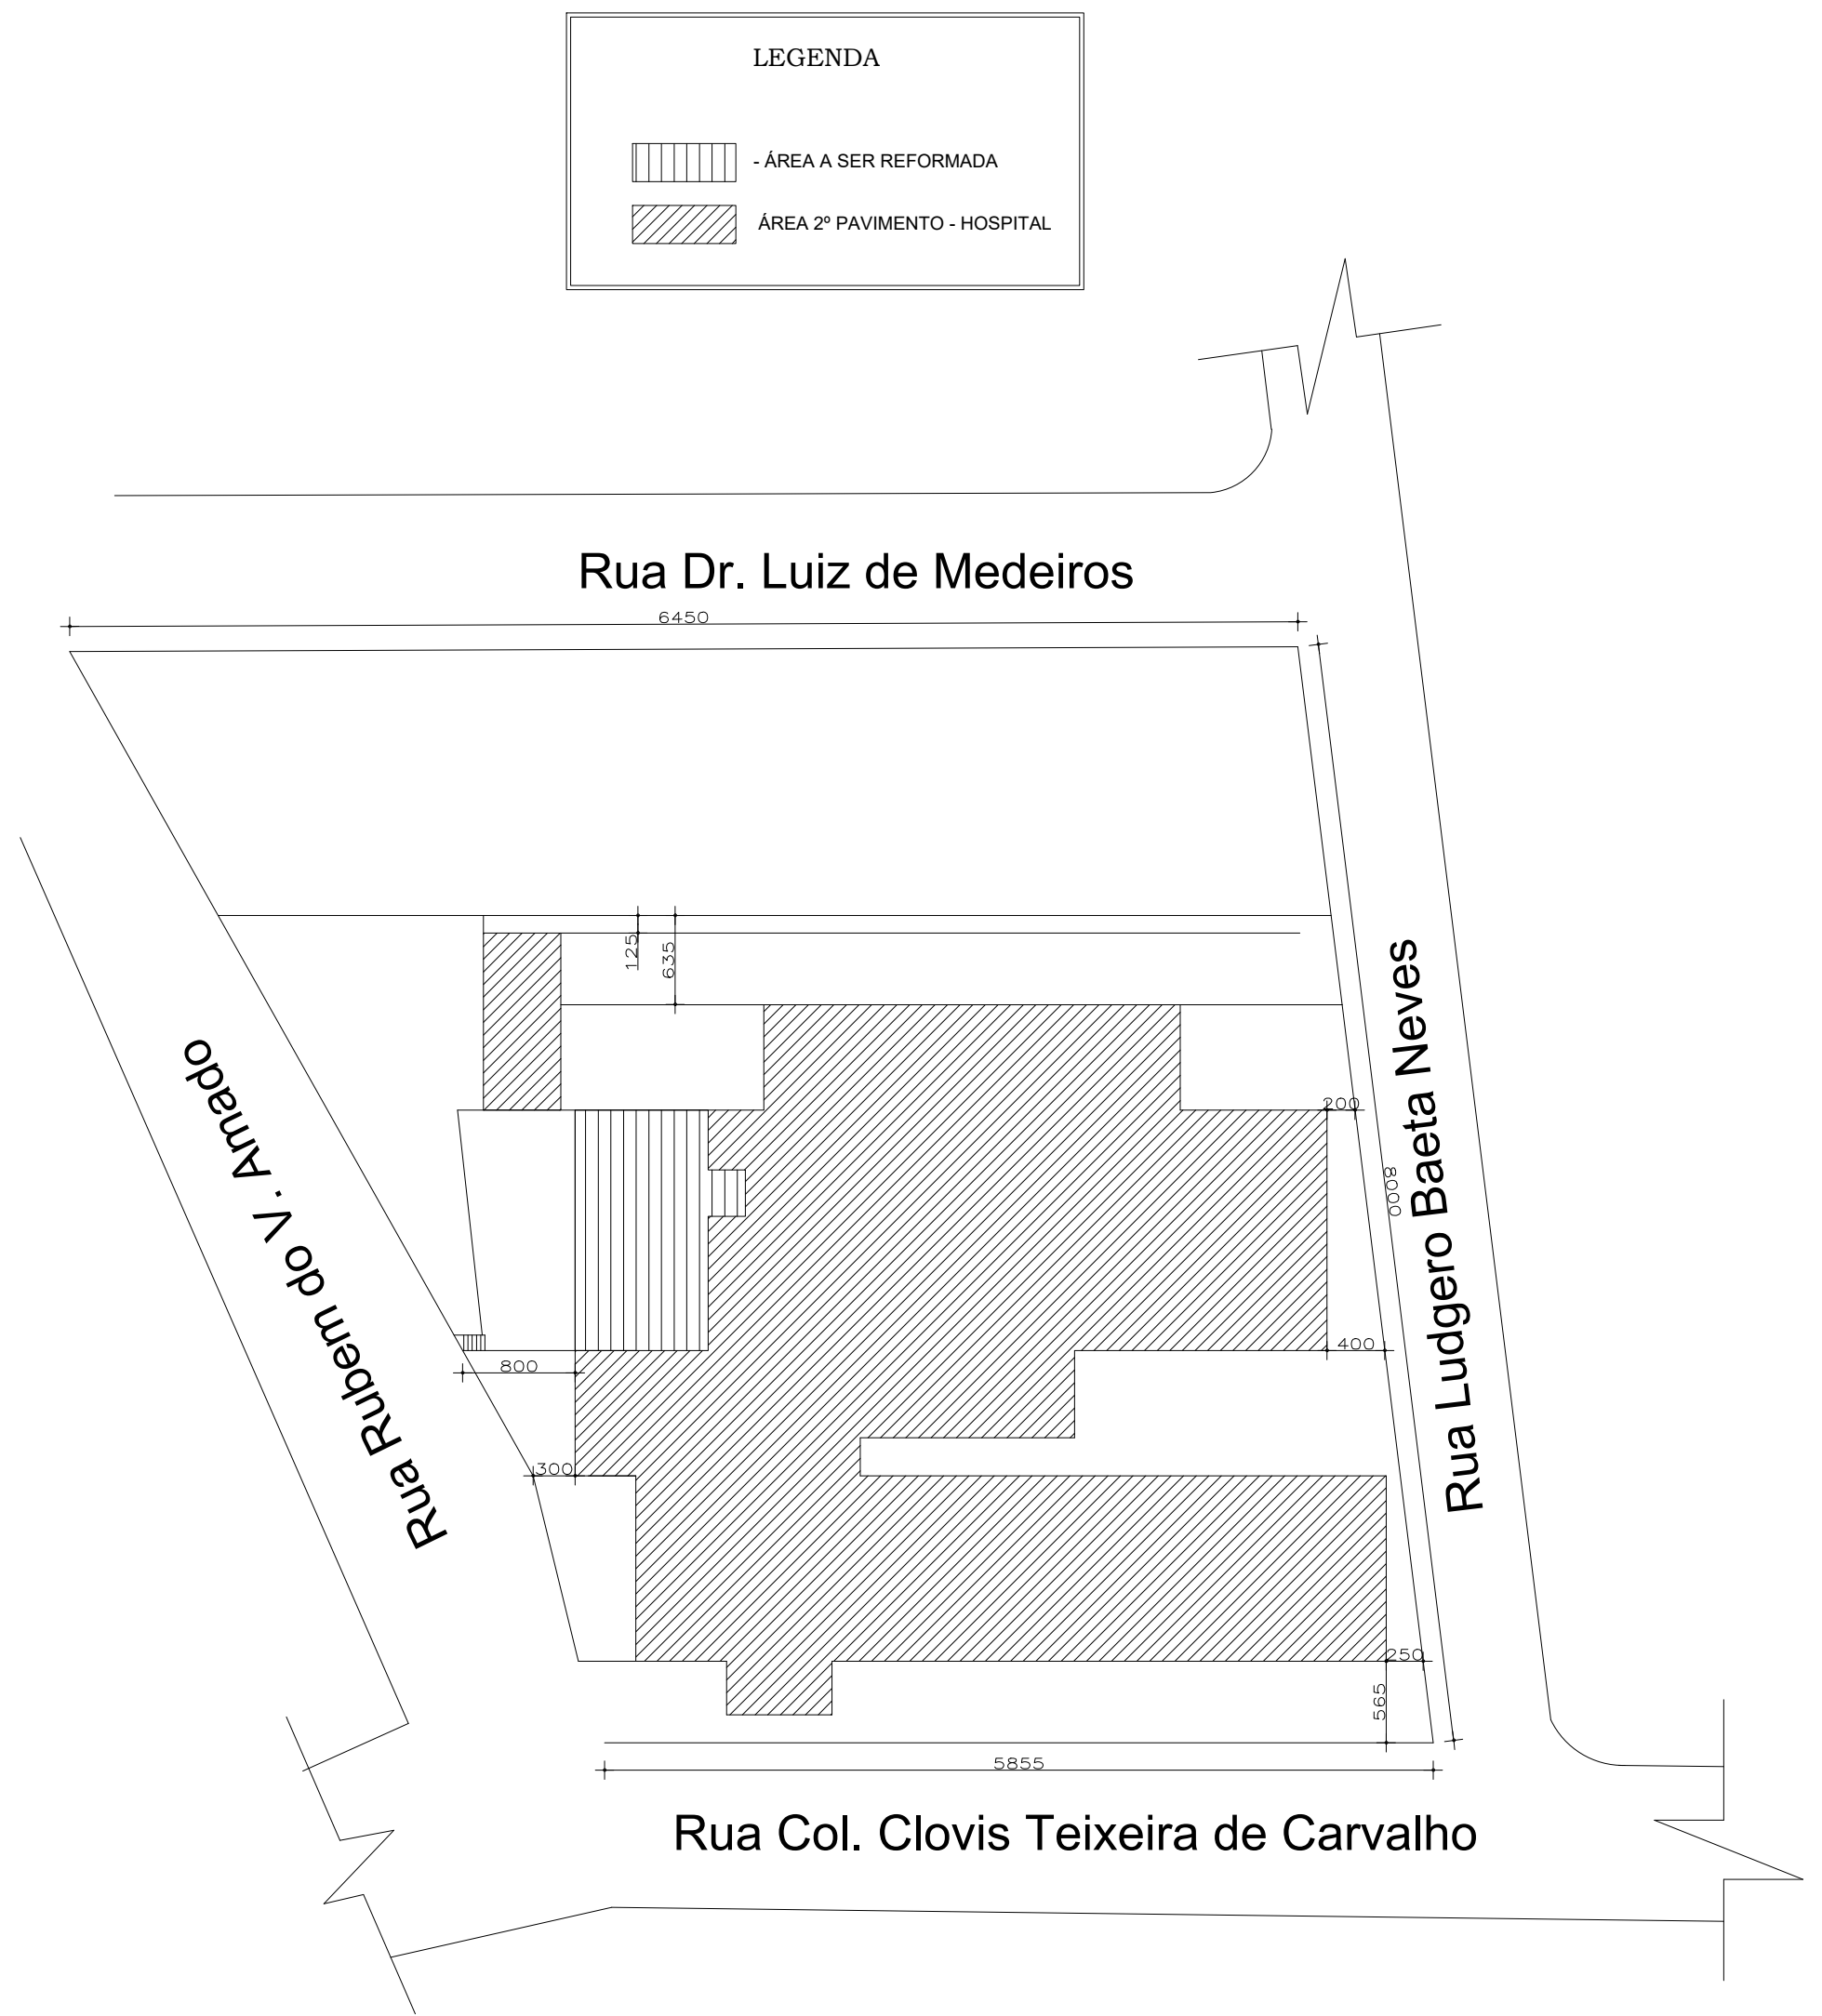 LEGENDA
- ÁREA A SER REFORMADA
ÁREA 2º PAVIMENTO - HOSPITAL
Rua Dr. Luiz de Medeiros
6450
125
635
Rua Rubem do V. Amado
Rua Ludgero Baeta Neves
200
8000
400
800
300
250
565
5855
Rua Col. Clovis Teixeira de Carvalho